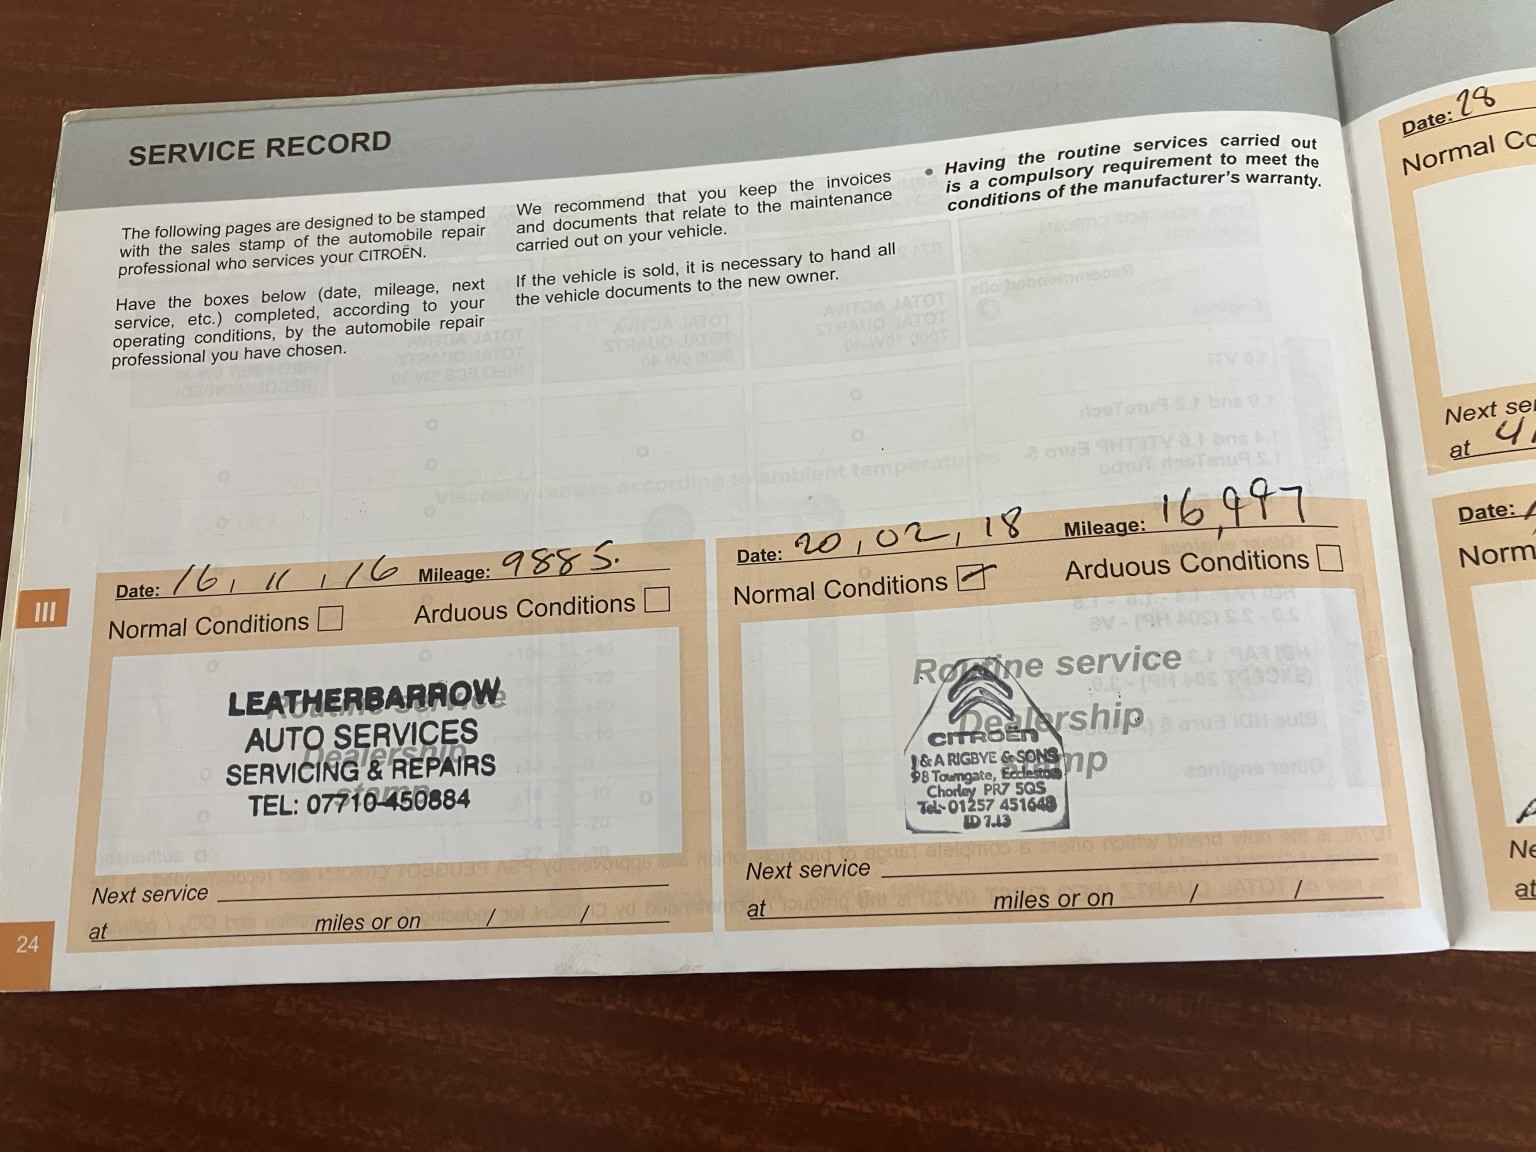 SERVICE RECORD
The following pages are designed to be stamped
with the sales stamp of the automobile repair
professional who services your CITROËN.
Have the boxes below (date, mileage, next
service, etc.) completed, according to your
operating conditions, by the automobile repair
professional you have chosen.
We recommend that you keep the invoices
and documents that relate to the maintenance
carried out on your vehicle.
If the vehicle is sold, it is necessary to hand all
the vehicle documents to the new owner.
• Having the routine services carried out
is a compulsory requirement to meet the
conditions of the manufacturer's warranty.
III
Date: 16, 11, 16 Mileage: 9885.
Normal Conditions Arduous Conditions
Routine service
Dealership
stamp
LEATHERBARROW
AUTO SERVICES
SERVICING & REPAIRS
TEL: 07710-450884
Next service
at miles or on / /
Date: 20, 02, 18 Mileage: 16,997
Normal Conditions Arduous Conditions
Routine service
Dealership
stamp
CITROËN
J & A RIGBYE & SONS
98 Towngate, Eccleston
Chorley PR7 5QS
Tel:- 01257 451648
ID 7.13
Next service
at miles or on / /
24
Date: 28
Normal
Next
at
Date:
at